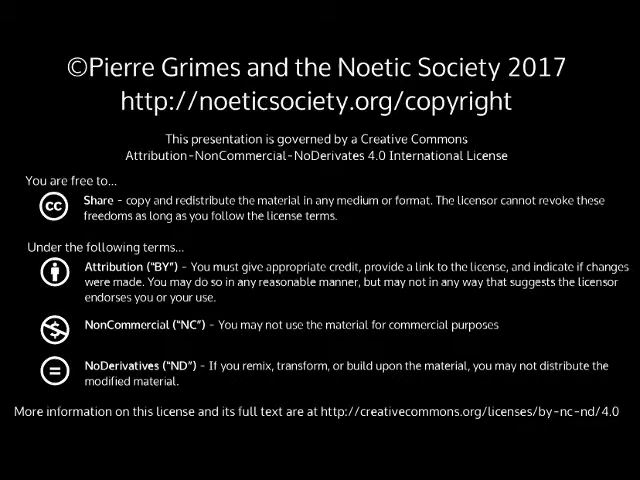 ©Pierre Grimes and the Noetic Society 2017
http://noeticsociety.org/copyright
This presentation is governed by a Creative Commons
Attribution-NonCommercial-NoDerivates 4.0 International License
You are free to...
cc
Share - copy and redistribute the material in any medium or format. The licensor cannot revoke these
freedoms as long as you follow the license terms.
Under the following terms...
Attribution ("BY") - You must give appropriate credit, provide a link to the license, and indicate if changes
were made. You may do so in any reasonable manner, but may not in any way that suggests the licensor
endorses you or your use.
NonCommercial ("NC") - You may not use the material for commercial purposes
NoDerivatives ("ND") - If you remix, transform, or build upon the material, you may not distribute the
modified material.
More information on this license and its full text are at http://creativecommons.org/licenses/by-nc-nd/4.0